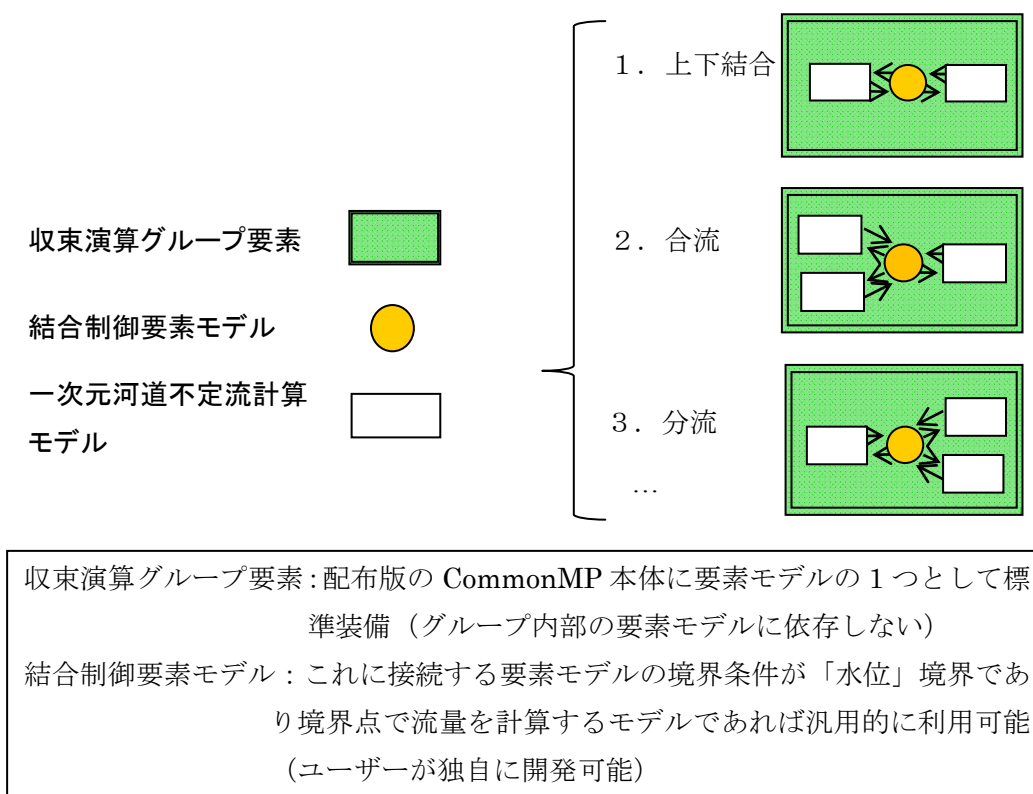 収束演算グループ要素
結合制御要素モデル
一次元河道不定流計算
モデル
１．上下結合
２．合流
３．分流
…
収束演算グループ要素：配布版の CommonMP 本体に要素モデルの 1 つとして標
準装備（グループ内部の要素モデルに依存しない）
結合制御要素モデル：これに接続する要素モデルの境界条件が「水位」境界であ
り境界点で流量を計算するモデルであれば汎用的に利用可能
（ユーザーが独自に開発可能）